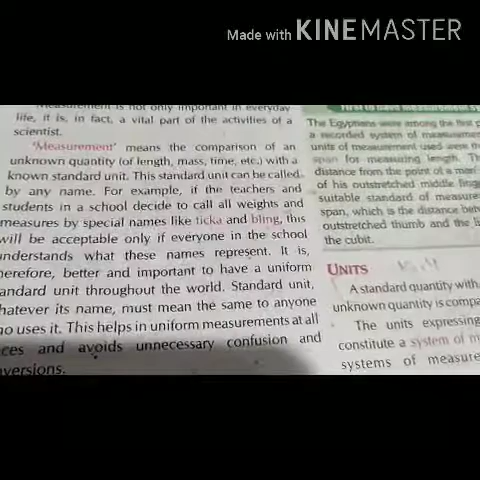 Made with KINEMASTER
Measurement is not only important in everyday
life, it is, in fact, a vital part of the activities of a
scientist.
'Measurement' means the comparison of an
unknown quantity (of length, mass, time, etc.) with a
known standard unit. This standard unit can be called
by any name. For example, if the teachers and
students in a school decide to call all weights and
measures by special names like ticka and bling, this
will be acceptable only if everyone in the school
understands what these names represent. It is,
herefore, better and important to have a uniform
andard unit throughout the world. Standard unit,
hatever its name, must mean the same to anyone
ho uses it. This helps in uniform measurements at all
ces and avoids unnecessary confusion and
versions.
The Egyptians were among the first p
a recorded system of measuremen
units of measurement used were th
span for measuring length. Th
distance from the point of a man'
of his outstretched middle fing
suitable standard of measure
span, which is the distance betw
outstretched thumb and the li
the cubit.
UNITS
A standard quantity with
unknown quantity is compa
The units expressing
constitute a system of m
systems of measure